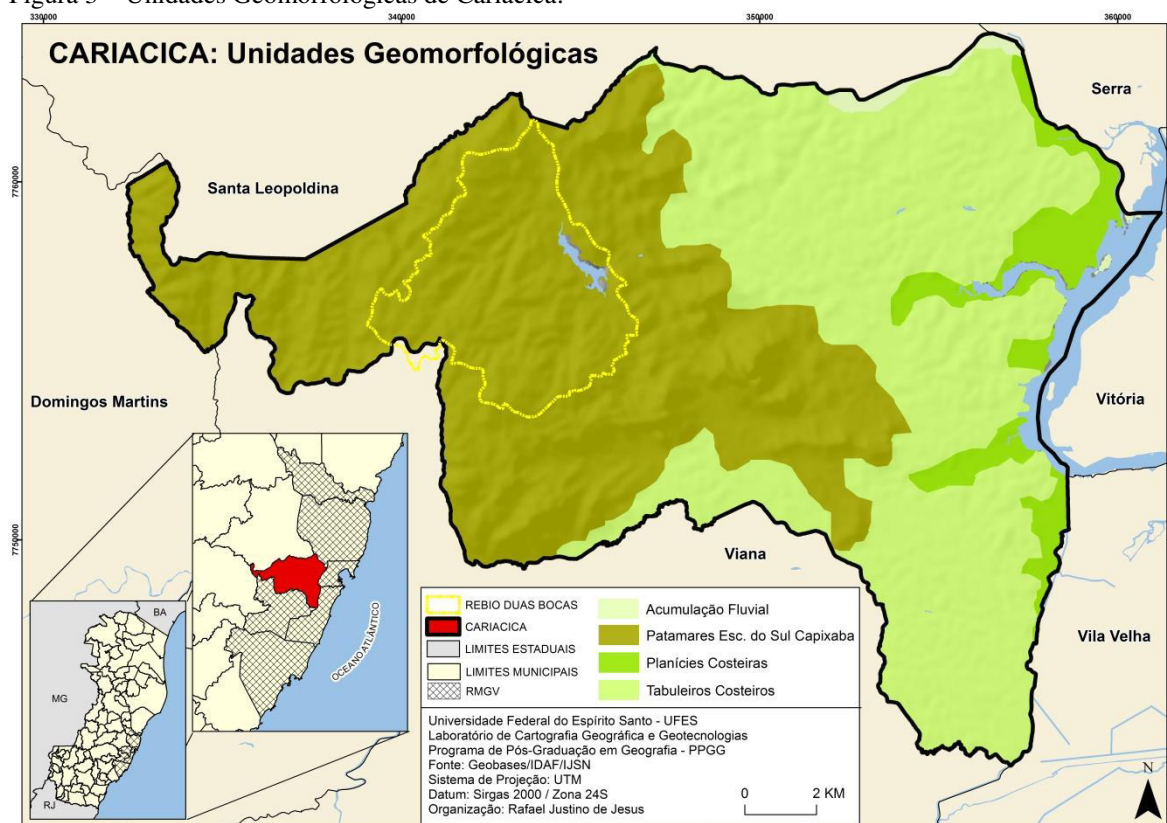 Figura 3 – Unidades Geomorfológicas de Cariacica.
330000
340000
350000
360000
CARIACICA: Unidades Geomorfológicas
Serra
7760000
Santa Leopoldina
Domingos Martins
Vitória
7750000
Viana
Vila Velha
OCEANO ATLÂNTICO
BA
MG
RJ
REBIO DUAS BOCAS
CARIACICA
LIMITES ESTADUAIS
LIMITES MUNICIPAIS
RMGV
Acumulação Fluvial
Patamares Esc. do Sul Capixaba
Planícies Costeiras
Tabuleiros Costeiros
Universidade Federal do Espírito Santo - UFES
Laboratório de Cartografia Geográfica e Geotecnologias
Programa de Pós-Graduação em Geografia - PPGG
Fonte: Geobases/IDAF/IJSN
Sistema de Projeção: UTM
Datum: Sirgas 2000 / Zona 24S
Organização: Rafael Justino de Jesus
0 2 KM
N